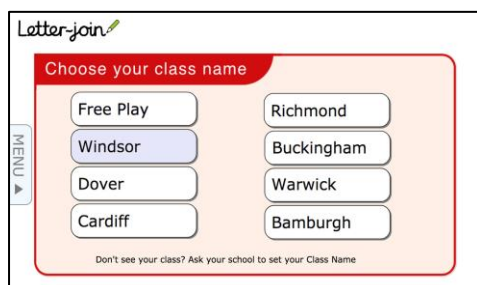 Letter-join
Choose your class name
Free Play
Windsor
Dover
Cardiff
Richmond
Buckingham
Warwick
Bamburgh
MENU ▲
Don't see your class? Ask your school to set your Class Name